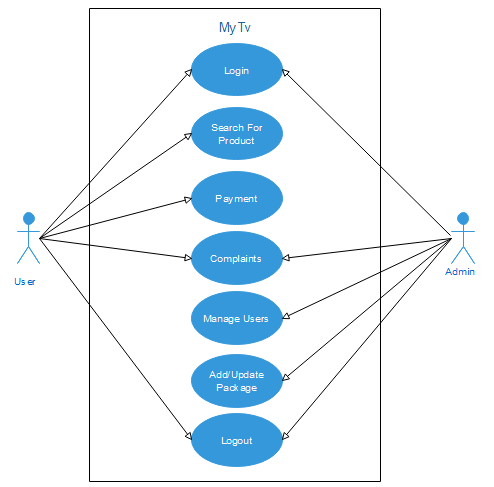 My Tv
Login
Search For
Product
Payment
Complaints
Manage Users
Add/Update
Package
Logout
User
Admin